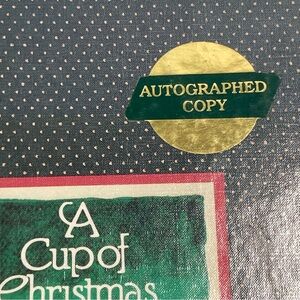 AUTOGRAPHED
COPY
A
Cup of
Christmas